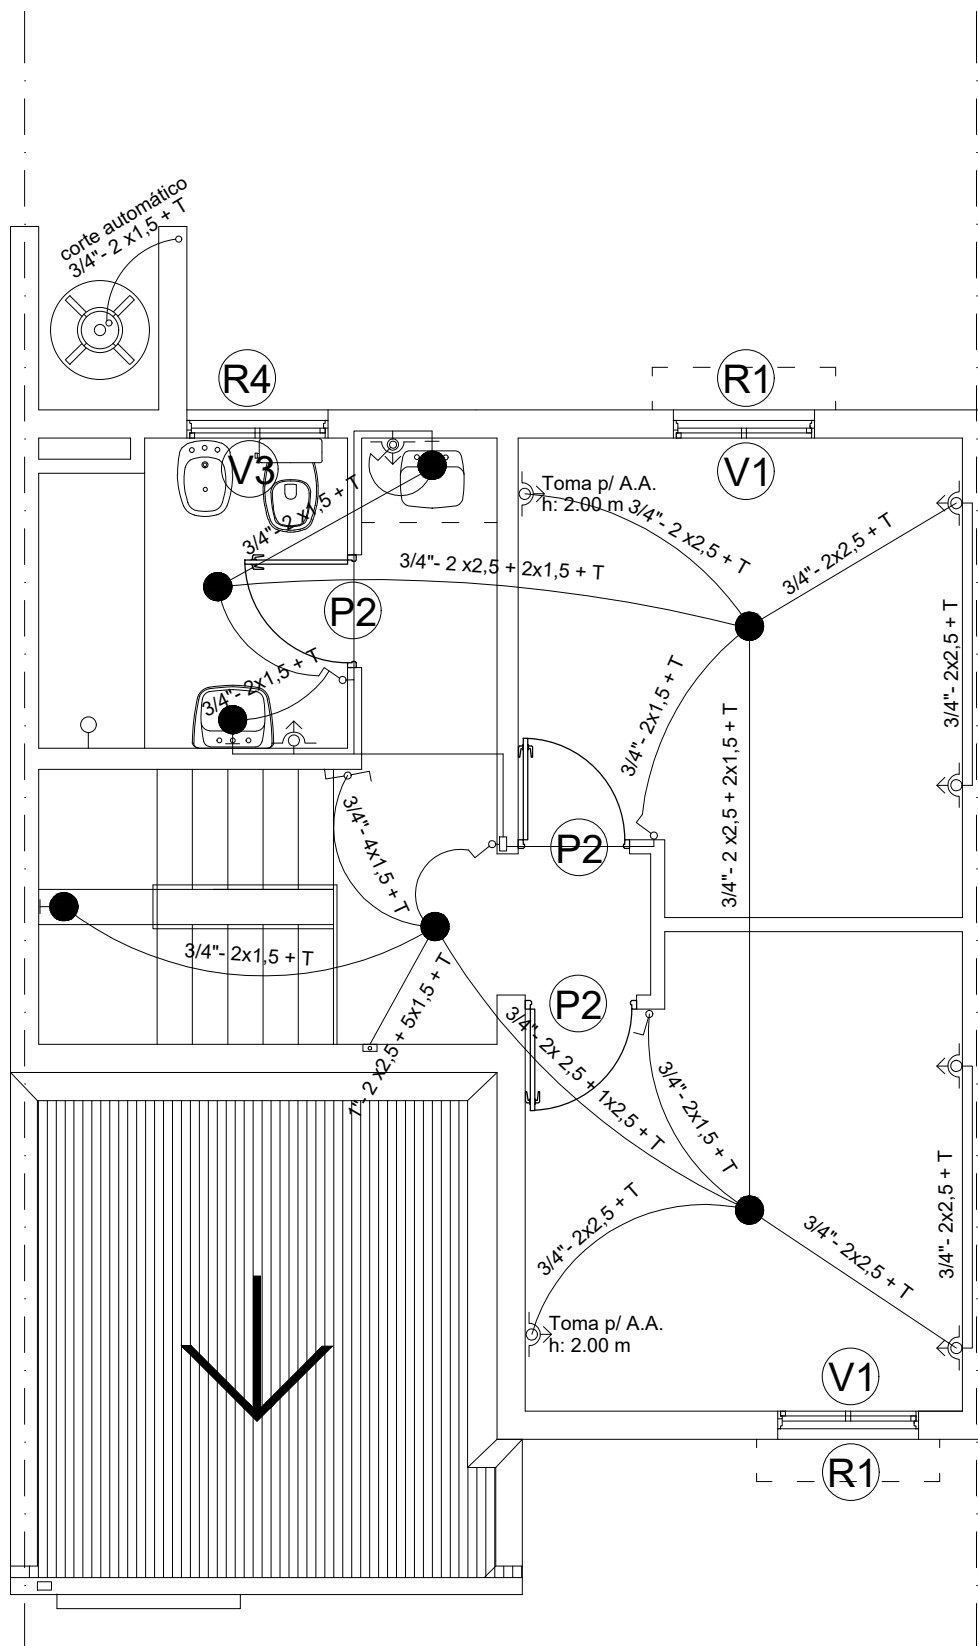 corte automático
3/4"- 2 x1,5 + T
R4
R1
V3
V1
Toma p/ A.A.
h: 2.00 m
3/4"- 2 x2,5 + T
3/4"- 2x2,5 + T
3/4"- 2 x1,5 + T
3/4"- 2 x2,5 + 2x1,5 + T
P2
3/4"- 2x2,5 + T
3/4"- 2x1,5 + T
3/4"- 2x1,5 + T
3/4"- 2 x2,5 + 2x1,5 + T
3/4"- 4x1,5 + T
P2
3/4"- 2x1,5 + T
P2
1"- 2 x2,5 + 5x1,5 + T
3/4"- 2x 2,5 + 1x2,5 + T
3/4"- 2x1,5 + T
3/4"- 2x2,5 + T
3/4"- 2x2,5 + T
3/4"- 2x2,5 + T
Toma p/ A.A.
h: 2.00 m
V1
R1